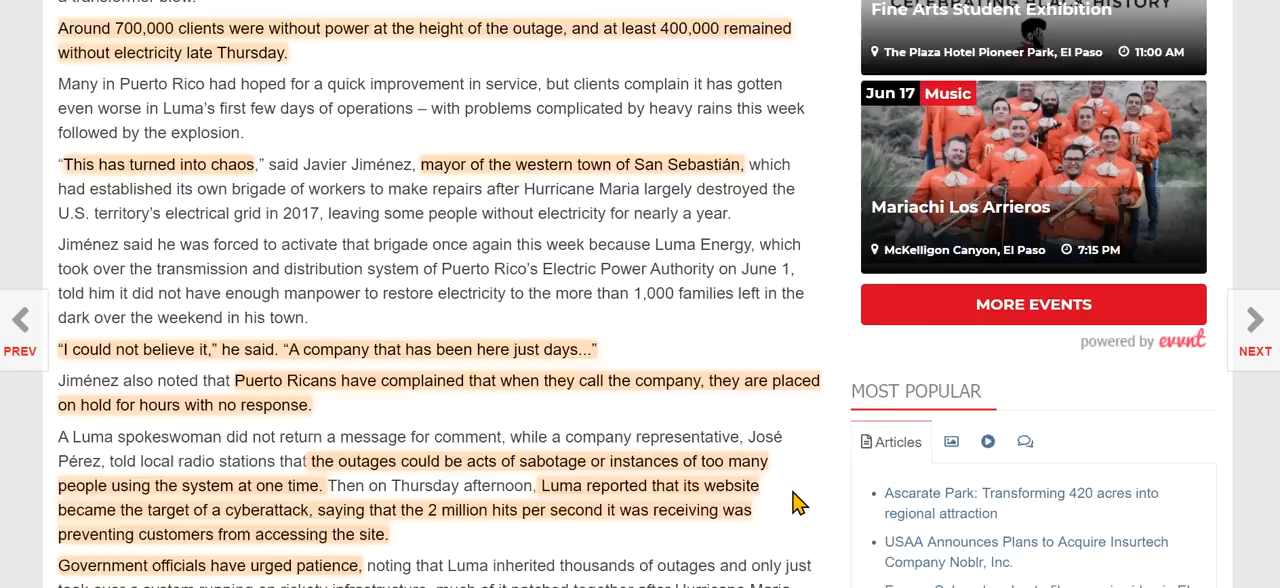 a transformer blew.
Around 700,000 clients were without power at the height of the outage, and at least 400,000 remained
without electricity late Thursday.
Many in Puerto Rico had hoped for a quick improvement in service, but clients complain it has gotten
even worse in Luma’s first few days of operations – with problems complicated by heavy rains this week
followed by the explosion.
“This has turned into chaos,” said Javier Jiménez, mayor of the western town of San Sebastián, which
had established its own brigade of workers to make repairs after Hurricane Maria largely destroyed the
U.S. territory’s electrical grid in 2017, leaving some people without electricity for nearly a year.
Jiménez said he was forced to activate that brigade once again this week because Luma Energy, which
took over the transmission and distribution system of Puerto Rico’s Electric Power Authority on June 1,
told him it did not have enough manpower to restore electricity to the more than 1,000 families left in the
dark over the weekend in his town.
“I could not believe it,” he said. “A company that has been here just days...”
Jiménez also noted that Puerto Ricans have complained that when they call the company, they are placed
on hold for hours with no response.
A Luma spokeswoman did not return a message for comment, while a company representative, José
Pérez, told local radio stations that the outages could be acts of sabotage or instances of too many
people using the system at one time. Then on Thursday afternoon, Luma reported that its website
became the target of a cyberattack, saying that the 2 million hits per second it was receiving was
preventing customers from accessing the site.
Government officials have urged patience, noting that Luma inherited thousands of outages and only just
PREV
CELEBRATING BLACK HISTORY
Fine Arts Student Exhibition
The Plaza Hotel Pioneer Park, El Paso 11:00 AM
Jun 17 Music
Mariachi Los Arrieros
McKelligon Canyon, El Paso 7:15 PM
MORE EVENTS
powered by evvnt
NEXT
MOST POPULAR
Articles
Ascarate Park: Transforming 420 acres into
regional attraction
USAA Announces Plans to Acquire Insurtech
Company Noblr, Inc.